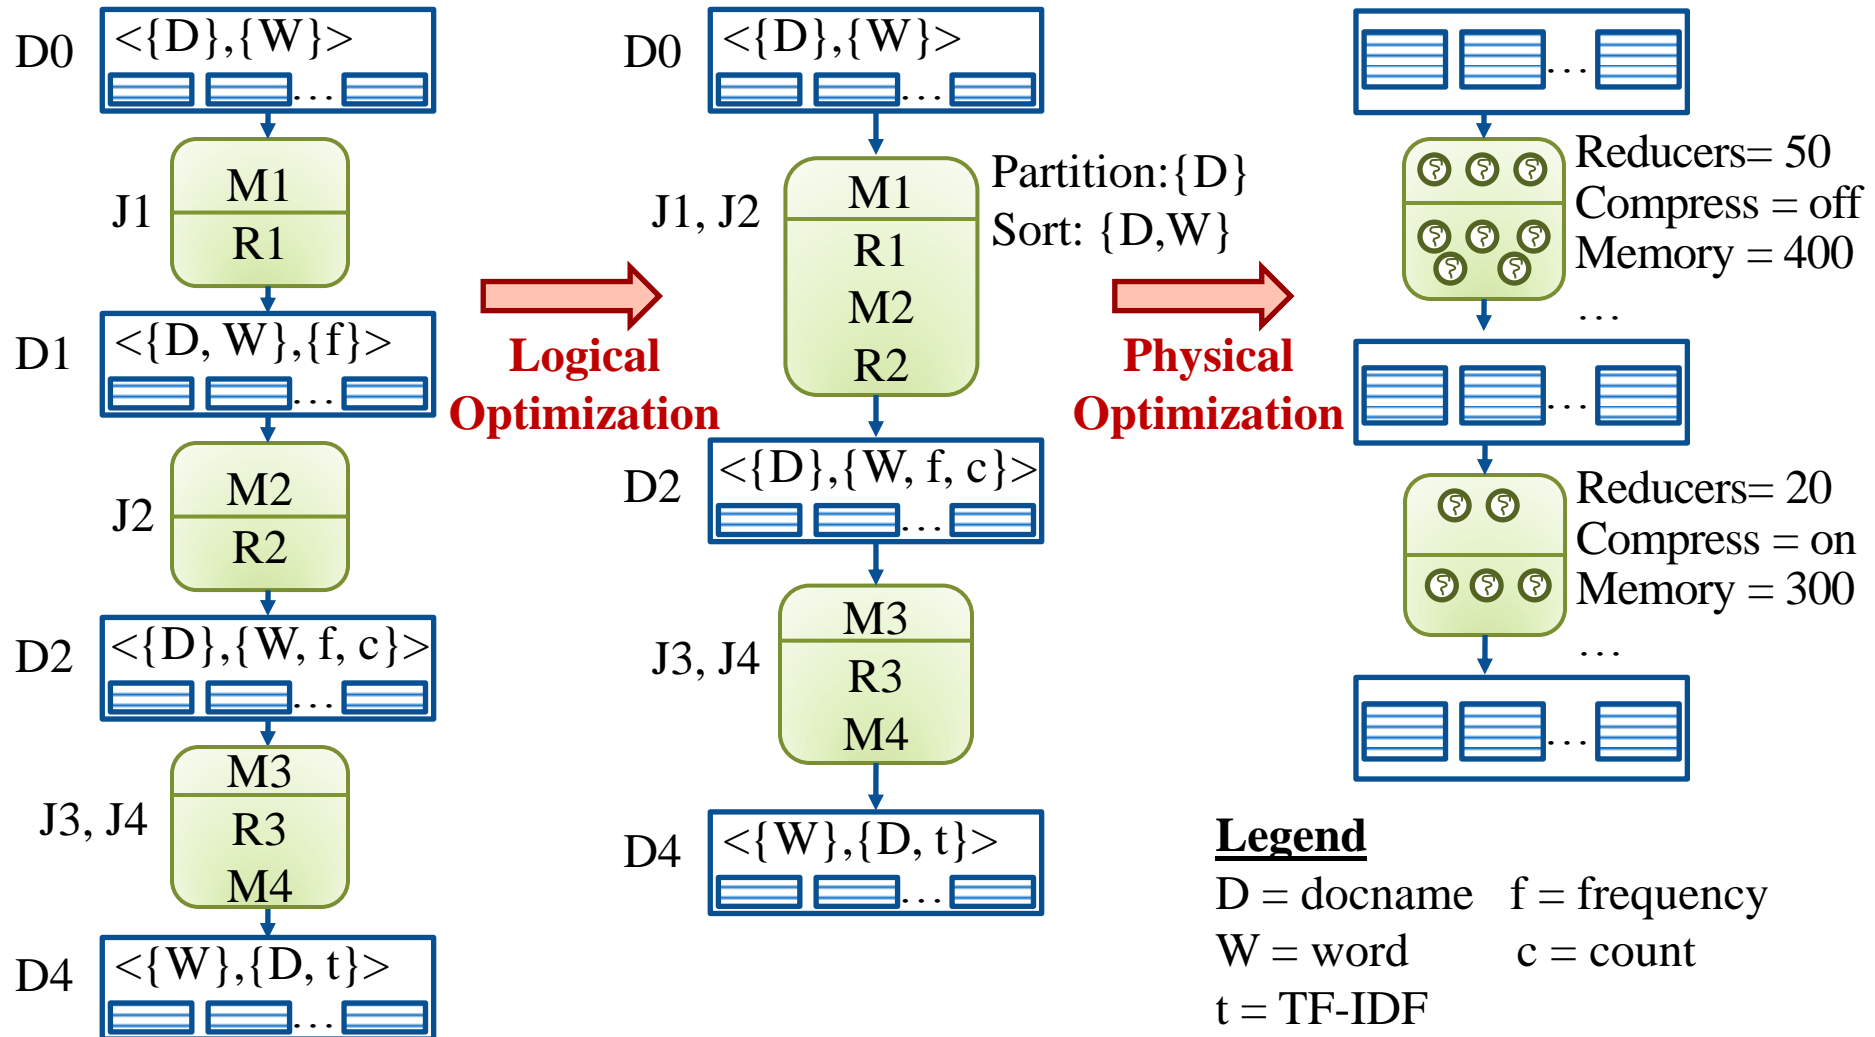 D0
<{D},{W}>
...
J1
M1
R1
D1
<{D, W},{f}>
...
J2
M2
R2
D2
<{D},{W, f, c}>
...
J3, J4
M3
R3
M4
D4
<{W},{D, t}>
...
Logical
Optimization
D0
<{D},{W}>
...
J1, J2
M1
R1
M2
R2
Partition:{D}
Sort: {D,W}
D2
<{D},{W, f, c}>
...
J3, J4
M3
R3
M4
D4
<{W},{D, t}>
...
Physical
Optimization
...
Reducers= 50
Compress = off
Memory = 400
...
...
Reducers= 20
Compress = on
Memory = 300
...
...
Legend
D = docname f = frequency
W = word c = count
t = TF-IDF